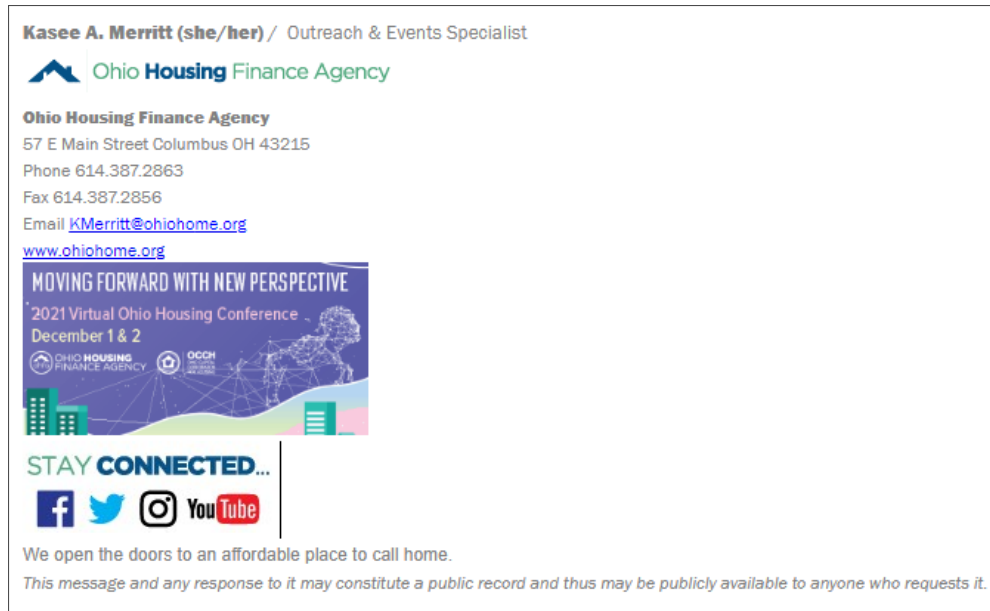 Kasee A. Merritt (she/her) / Outreach & Events Specialist
Ohio Housing Finance Agency
Ohio Housing Finance Agency
57 E Main Street Columbus OH 43215
Phone 614.387.2863
Fax 614.387.2856
Email KMerritt@ohiohome.org
www.ohiohome.org
MOVING FORWARD WITH NEW PERSPECTIVE
2021 Virtual Ohio Housing Conference
December 1 & 2
OHIO HOUSING
FINANCE AGENCY
OCCH
STAY CONNECTED...
YouTube
We open the doors to an affordable place to call home.
This message and any response to it may constitute a public record and thus may be publicly available to anyone who requests it.